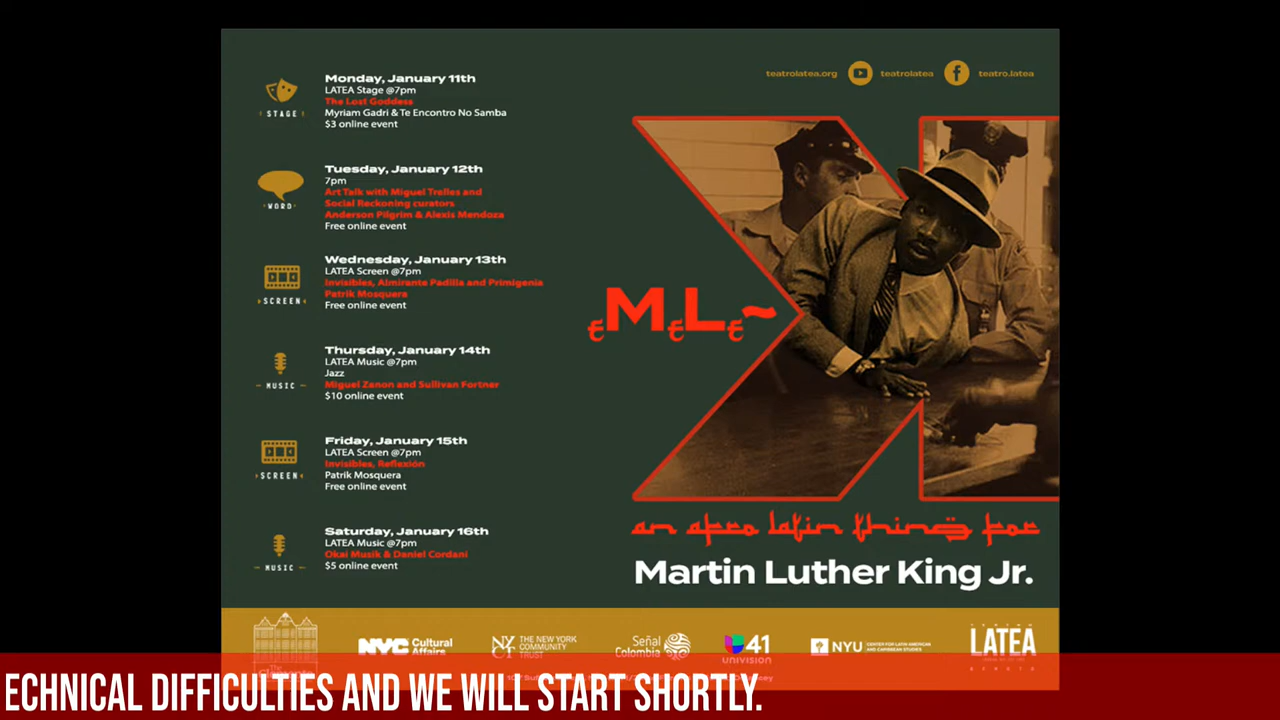 Monday, January 11th
LATEA Stage @7pm
The Lost Goddess
Myriam Gadri & Te Encontro No Samba
$3 online event
STAGE
Tuesday, January 12th
7pm
Art Talk with Miguel Trelles and
Social Reckoning curators
Anderson Pilgrim & Alexis Mendoza
Free online event
WORD
Wednesday, January 13th
LATEA Screen @7pm
Invisibles, Almirante Padilla and Primigenia
Patrik Mosquera
Free online event
SCREEN
Thursday, January 14th
LATEA Music @7pm
Jazz
Miguel Zenon and Sullivan Fortner
$10 online event
MUSIC
Friday, January 15th
LATEA Screen @7pm
Invisibles, Reflexión
Patrik Mosquera
Free online event
SCREEN
Saturday, January 16th
LATEA Music @7pm
Okai Musik & Daniel Cordani
$5 online event
MUSIC
teatrolatea.org teatrolatea teatro.latea
eMeLe~
K
an afro latin thing for
Martin Luther King Jr.
NYC Cultural Affairs
NYCT THE NEW YORK COMMUNITY TRUST
Señal Colombia
41 UNIVISION
NYU CENTER FOR LATIN AMERICAN AND CARIBBEAN STUDIES
LATEA
ECHNICAL DIFFICULTIES AND WE WILL START SHORTLY.